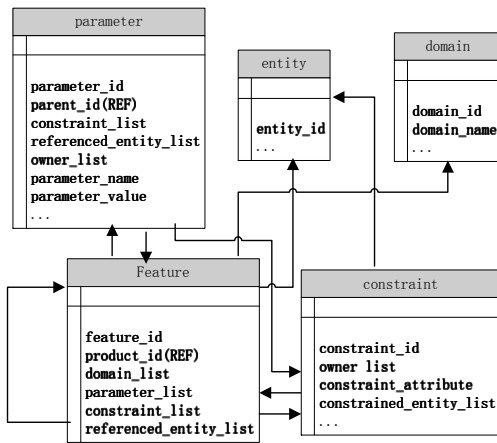 parameter
parameter_id
parent_id(REF)
constraint_list
referenced_entity_list
owner_list
parameter_name
parameter_value
...
entity
entity_id
...
domain
domain_id
domain_name
...
Feature
feature_id
product_id(REF)
domain_list
parameter_list
constraint_list
referenced_entity_list
constraint
constraint_id
owner list
constraint_attribute
constrained_entity_list
...